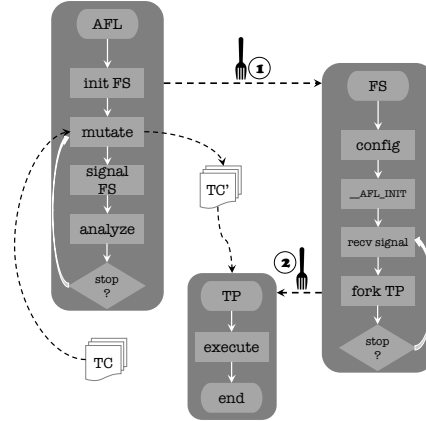 AFL
init FS
mutate
signal
FS
analyze
stop
?
TC
TC'
1
2
TP
execute
end
FS
config
__AFL_INIT
recv signal
fork TP
stop
?